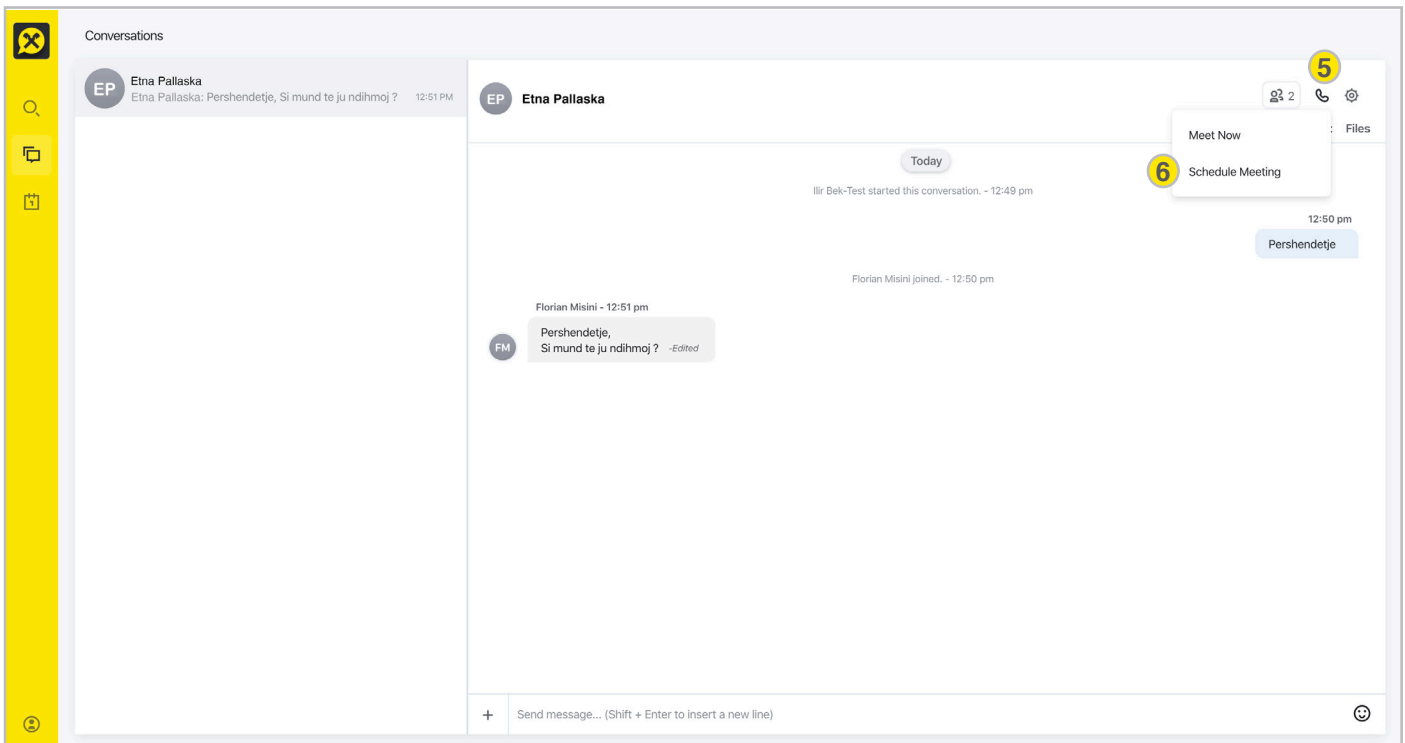 Conversations
EP
Etna Pallaska
Etna Pallaska: Pershendetje, Si mund te ju ndihmoj ?
12:51 PM
EP
Etna Pallaska
2
5
Files
Meet Now
6
Schedule Meeting
Today
Ilir Bek-Test started this conversation. - 12:49 pm
12:50 pm
Pershendetje
Florian Misini joined. - 12:50 pm
Florian Misini - 12:51 pm
FM
Pershendetje,
Si mund te ju ndihmoj ? -Edited
+
Send message... (Shift + Enter to insert a new line)